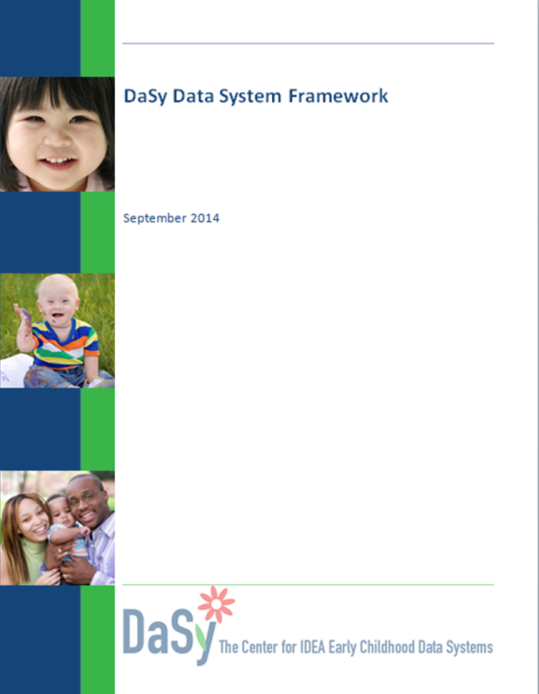 DaSy Data System Framework
September 2014
DaSy The Center for IDEA Early Childhood Data Systems